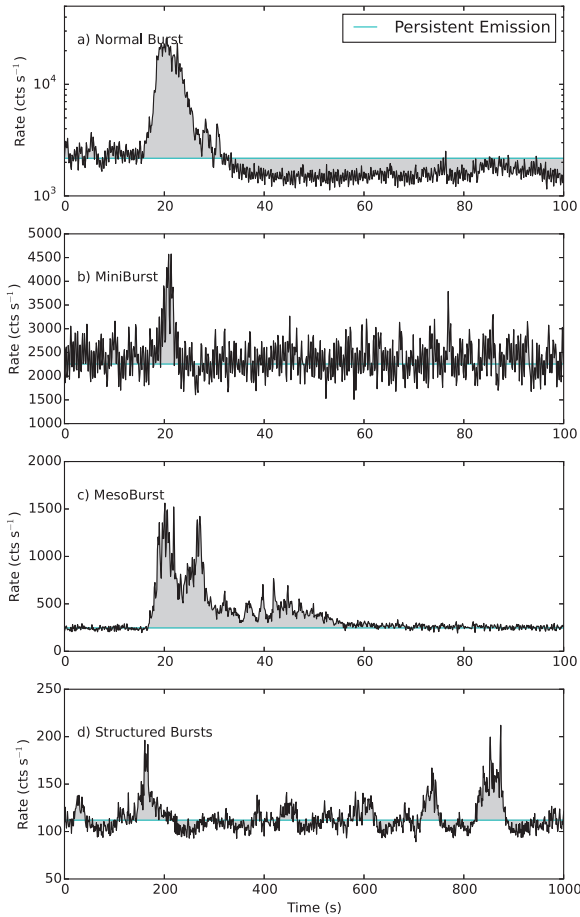 a) Normal Burst
Persistent Emission
Rate (cts s⁻¹)
10⁴
10³
0 20 40 60 80 100
b) MiniBurst
Rate (cts s⁻¹)
5000
4500
4000
3500
3000
2500
2000
1500
1000
0 20 40 60 80 100
c) MesoBurst
Rate (cts s⁻¹)
2000
1500
1000
500
0
0 20 40 60 80 100
d) Structured Bursts
Rate (cts s⁻¹)
250
200
150
100
50
0 200 400 600 800 1000
Time (s)